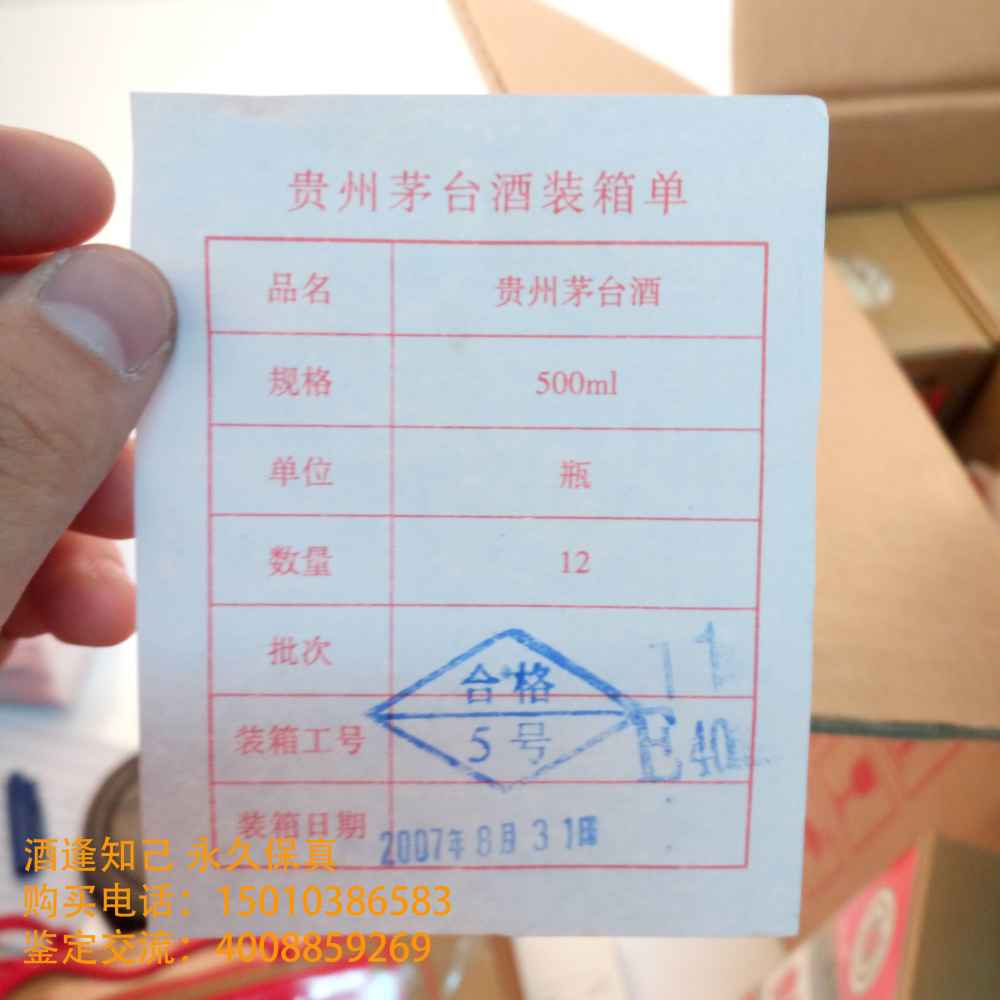 贵州茅台酒装箱单
品名 贵州茅台酒
规格 500ml
单位 瓶
数量 12
批次 11
合格
装箱工号 5号 E40
装箱日期 2007年8月31日
酒逢知己 永久保真
购买电话：15010386583
鉴定交流：4008859269